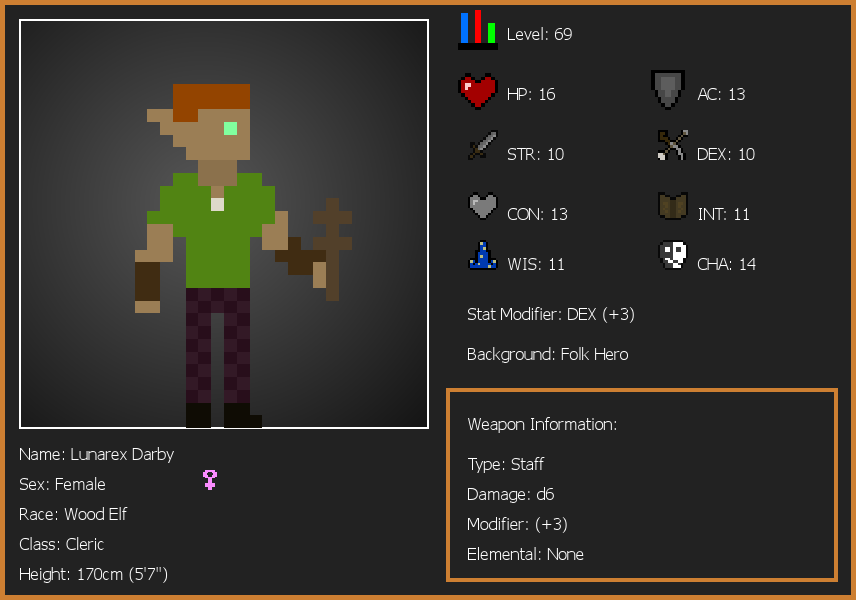 Level: 69
HP: 16
AC: 13
STR: 10
DEX: 10
CON: 13
INT: 11
WIS: 11
CHA: 14
Stat Modifier: DEX (+3)
Background: Folk Hero
Weapon Information:
Type: Staff
Damage: d6
Modifier: (+3)
Elemental: None
Name: Lunarex Darby
Sex: Female
Race: Wood Elf
Class: Cleric
Height: 170cm (5'7")